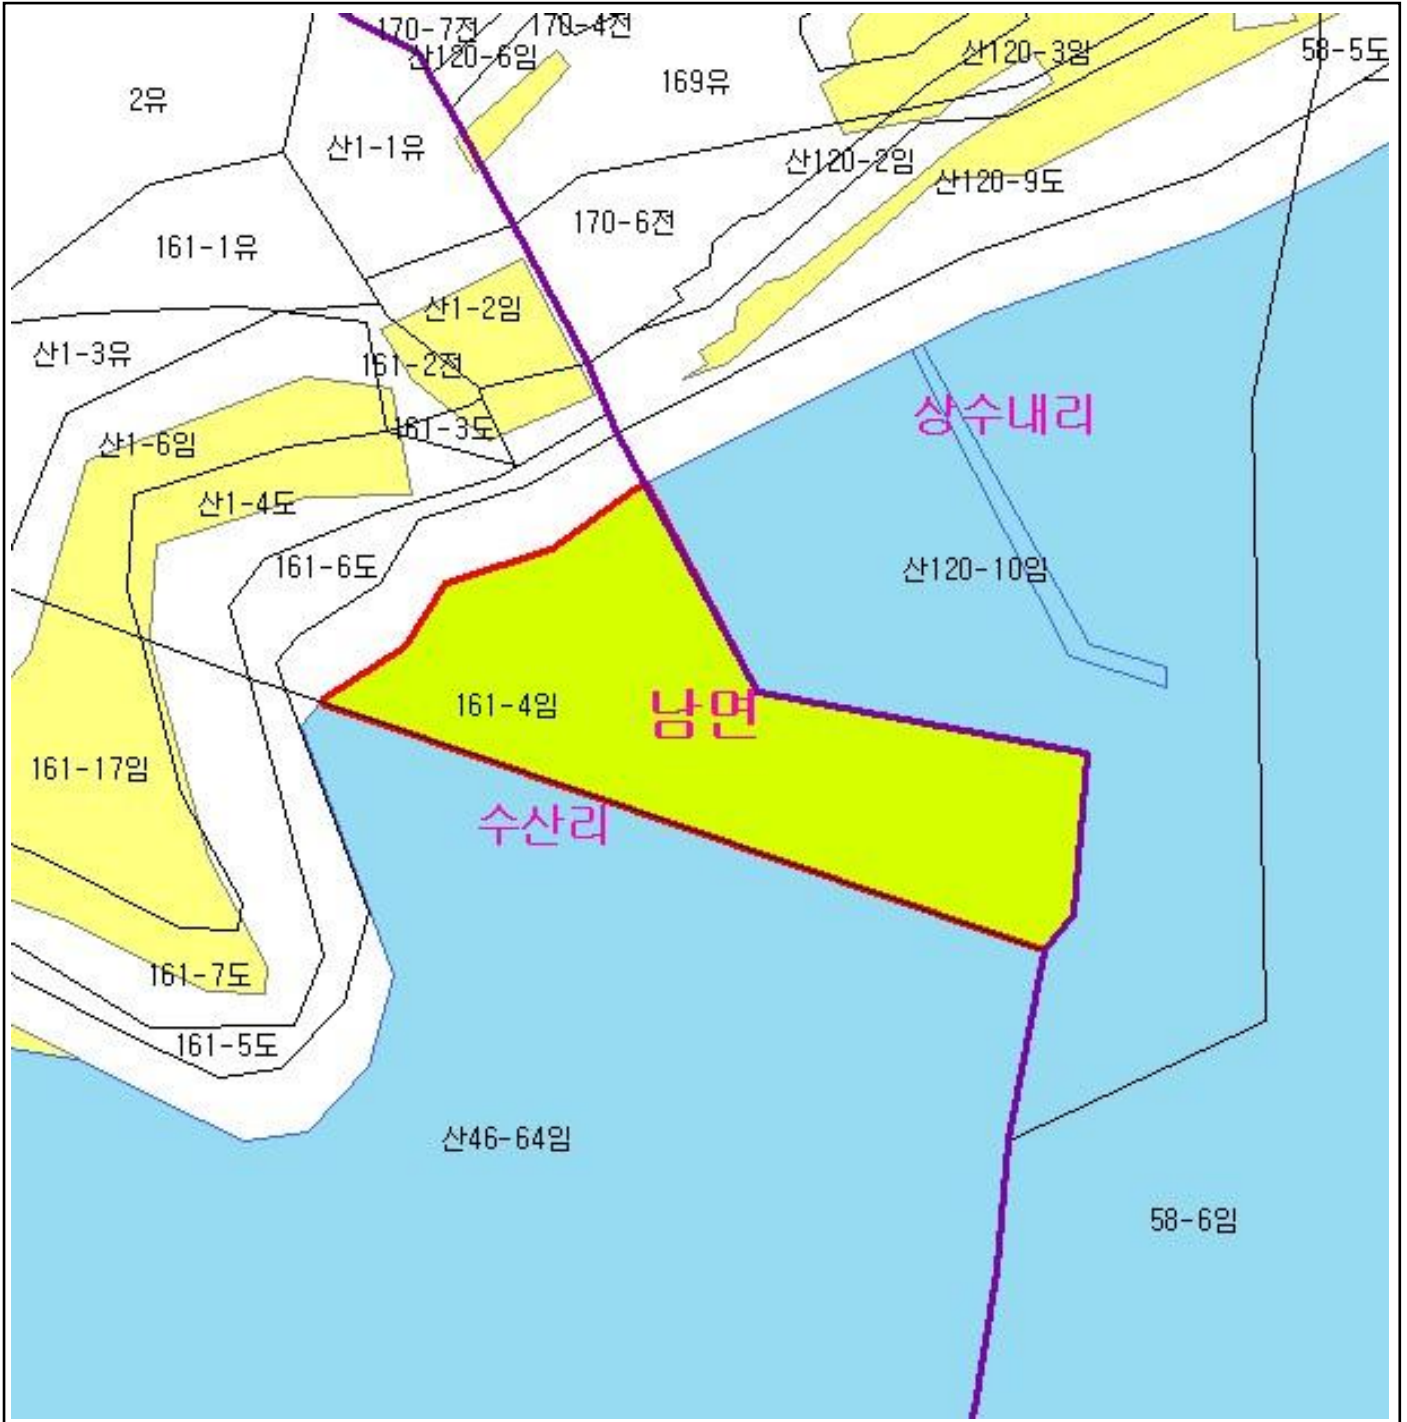 170-7전
170-4전
산120-6임
산120-3임
58-5도
169유
2유
산1-1유
산120-2임
산120-9도
170-6전
161-1유
산1-2임
산1-3유
161-2전
상수내리
161-3도
산1-6임
산1-4도
161-6도
산120-10임
161-4임
남면
161-17임
수산리
161-7도
161-5도
산46-64임
58-6임